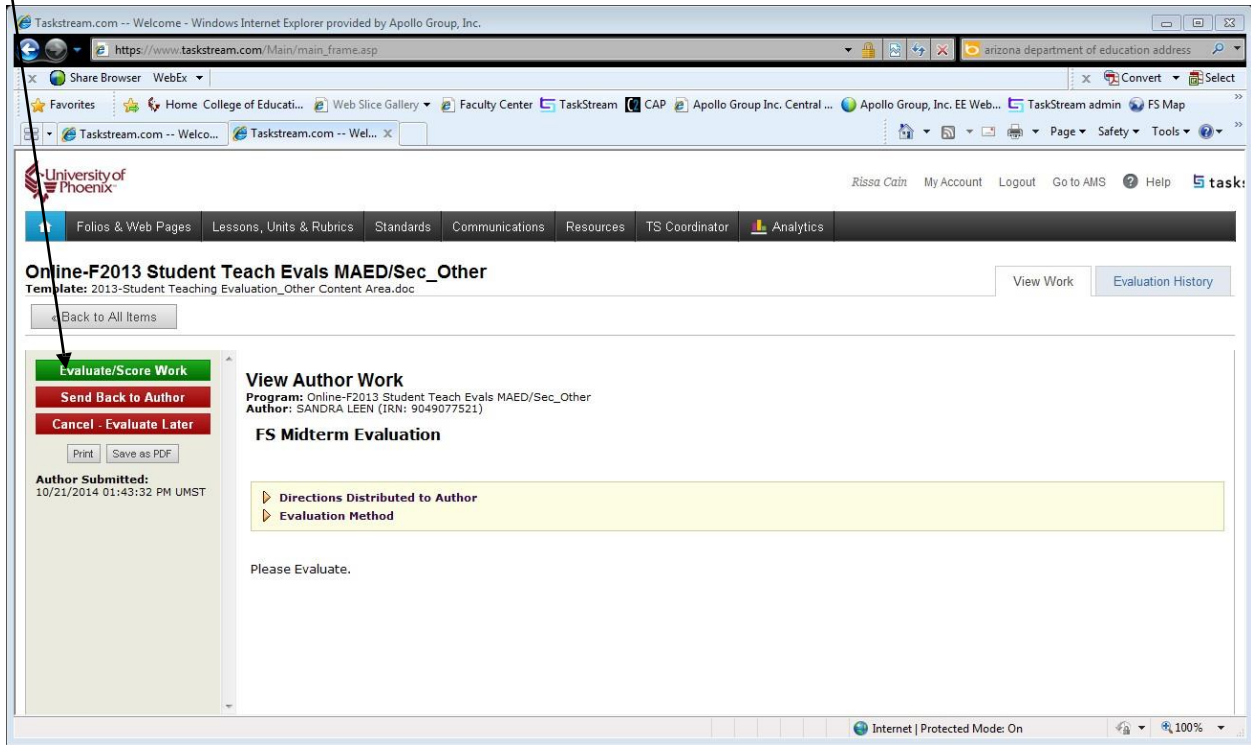 Taskstream.com -- Welcome - Windows Internet Explorer provided by Apollo Group, Inc.
https://www.taskstream.com/Main/main_frame.asp arizona department of education address
x Share Browser WebEx x Convert Select
Favorites Home College of Educati... Web Slice Gallery Faculty Center TaskStream CAP Apollo Group Inc. Central ... Apollo Group, Inc. EE Web... TaskStream admin FS Map »
Taskstream.com -- Welco... Taskstream.com -- Wel... x Page Safety Tools »
University of
Phoenix Rissa Cain My Account Logout Go to AMS Help task
Folios & Web Pages Lessons, Units & Rubrics Standards Communications Resources TS Coordinator Analytics
Online-F2013 Student Teach Evals MAED/Sec_Other
Template: 2013-Student Teaching Evaluation_Other Content Area.doc View Work Evaluation History
« Back to All Items
Evaluate/Score Work
Send Back to Author
Cancel - Evaluate Later
Print Save as PDF
Author Submitted:
10/21/2014 01:43:32 PM UMST
View Author Work
Program: Online-F2013 Student Teach Evals MAED/Sec_Other
Author: SANDRA LEEN (IRN: 9049077521)
FS Midterm Evaluation
Directions Distributed to Author
Evaluation Method
Please Evaluate.
Internet | Protected Mode: On 100%